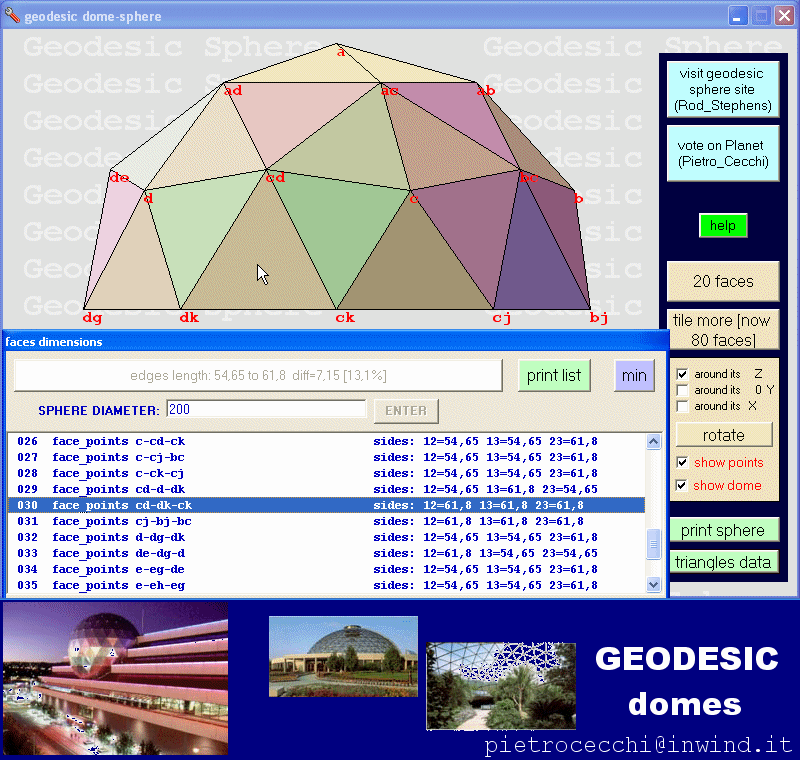 geodesic dome-sphere
Geodesic Sphere Geodesic Sphere
a
ad
ac
ab
de
d
cd
c
bc
b
dg
dk
ck
cj
bj
visit geodesic
sphere site
(Rod_Stephens)
vote on Planet
(Pietro_Cecchi)
help
20 faces
tile more [now
80 faces]
around its Z
around its 0 Y
around its X
rotate
show points
show dome
print sphere
triangles data
faces dimensions
edges length: 54,65 to 61,8 diff=7,15 [13,1%]
print list
min
SPHERE DIAMETER: 200
ENTER
026 face_points c-cd-ck sides: 12=54,65 13=54,65 23=61,8
027 face_points c-cj-bc sides: 12=54,65 13=54,65 23=61,8
028 face_points c-ck-cj sides: 12=54,65 13=54,65 23=61,8
029 face_points cd-d-dk sides: 12=54,65 13=61,8 23=54,65
030 face_points cd-dk-ck sides: 12=61,8 13=61,8 23=61,8
031 face_points cj-bj-bc sides: 12=61,8 13=61,8 23=61,8
032 face_points d-dg-dk sides: 12=54,65 13=54,65 23=61,8
033 face_points de-dg-d sides: 12=61,8 13=54,65 23=54,65
034 face_points e-eg-de sides: 12=54,65 13=54,65 23=61,8
035 face_points e-eh-eg sides: 12=54,65 13=54,65 23=61,8
GEODESIC
domes
pietrocecchi@inwind.it